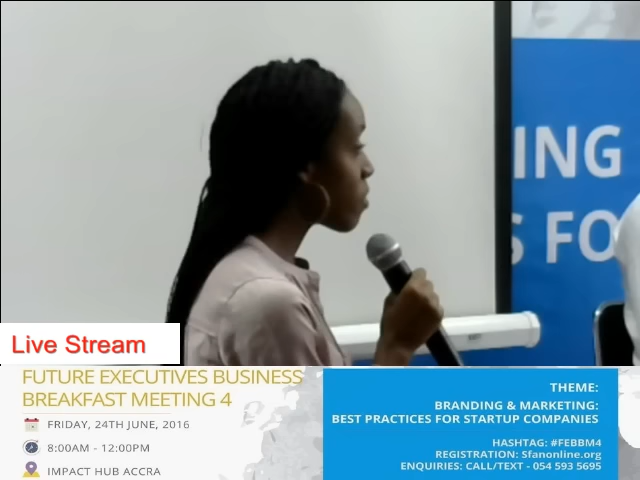 ING
S FO
Live Stream
FUTURE EXECUTIVES BUSINESS
BREAKFAST MEETING 4
FRIDAY, 24TH JUNE, 2016
8:00AM - 12:00PM
IMPACT HUB ACCRA
THEME:
BRANDING & MARKETING:
BEST PRACTICES FOR STARTUP COMPANIES
HASHTAG: #FEBBM4
REGISTRATION: Sfanonline.org
ENQUIRIES: CALL/TEXT - 054 593 5695